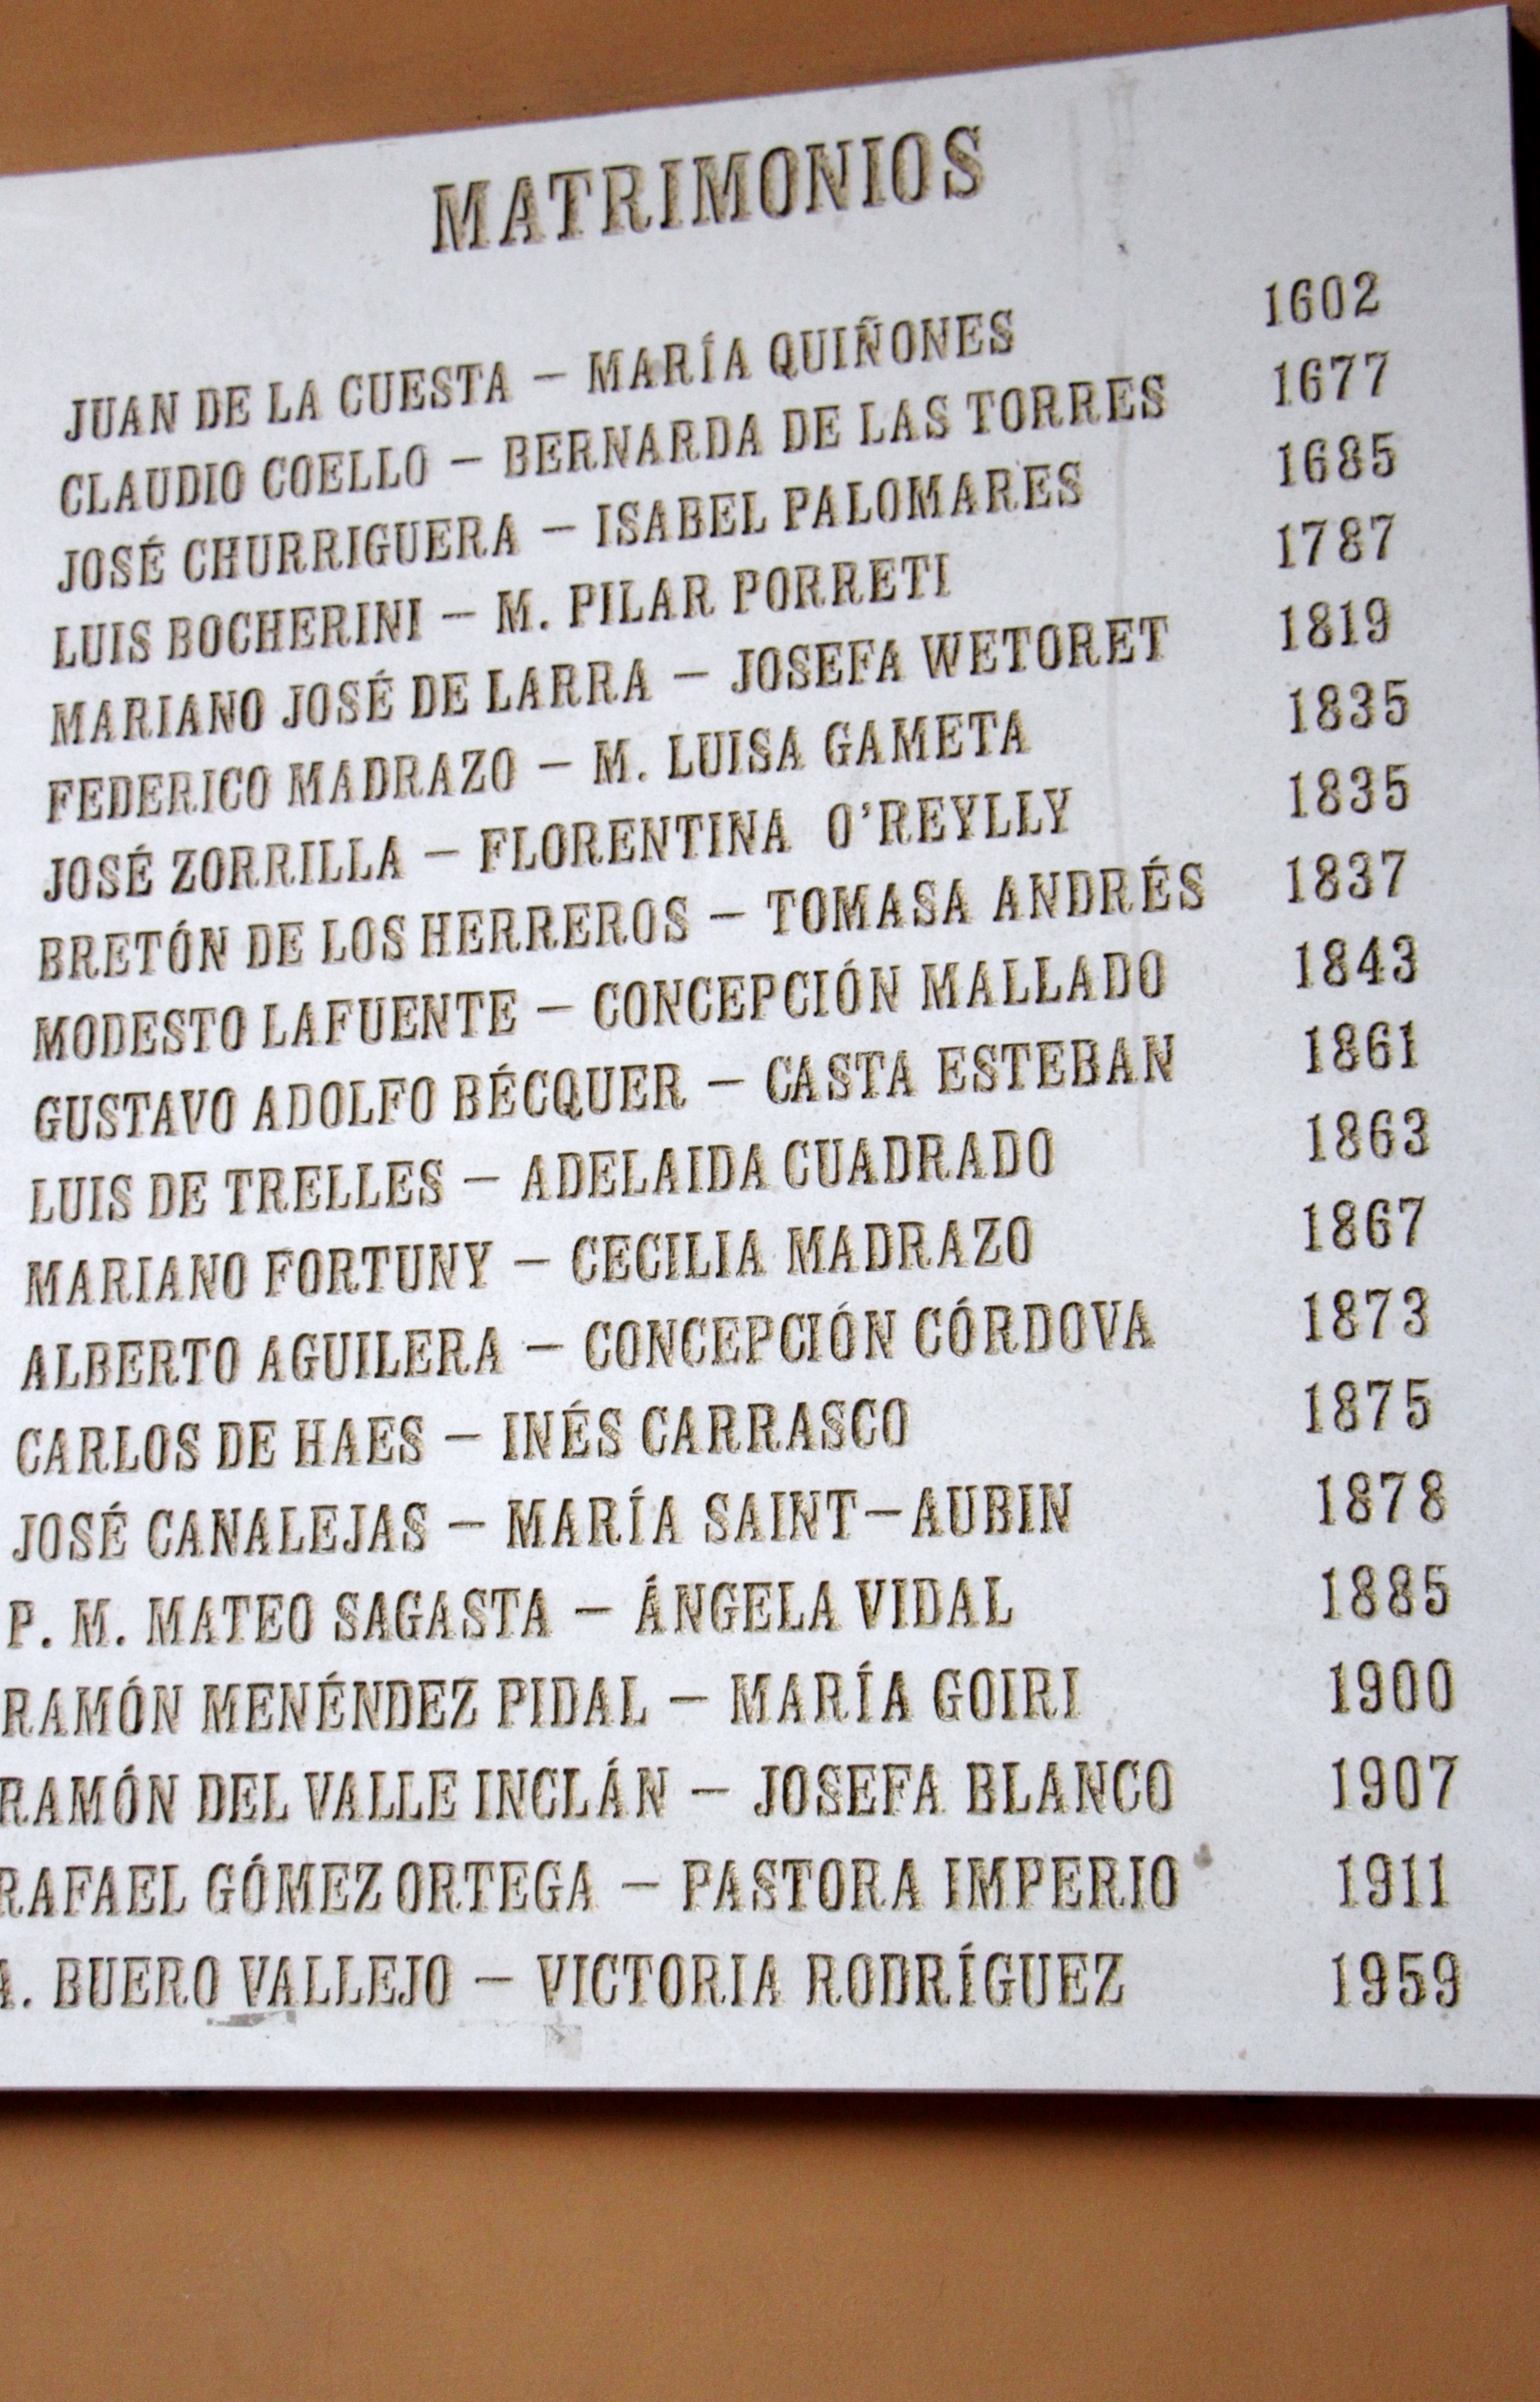 MATRIMONIOS
JUAN DE LA CUESTA – MARÍA QUIÑONES 1602
CLAUDIO COELLO – BERNARDA DE LAS TORRES 1677
JOSÉ CHURRIGUERA – ISABEL PALOMARES 1685
LUIS BOCHERINI – M. PILAR PORRETI 1787
MARIANO JOSÉ DE LARRA – JOSEFA WETORET 1819
FEDERICO MADRAZO – M. LUISA GAMETA 1835
JOSÉ ZORRILLA – FLORENTINA O'REYLLY 1835
BRETÓN DE LOS HERREROS – TOMASA ANDRÉS 1837
MODESTO LAFUENTE – CONCEPCIÓN MALLADO 1843
GUSTAVO ADOLFO BÉCQUER – CASTA ESTEBAN 1861
LUIS DE TRELLES – ADELAIDA CUADRADO 1863
MARIANO FORTUNY – CECILIA MADRAZO 1867
ALBERTO AGUILERA – CONCEPCIÓN CÓRDOVA 1873
CARLOS DE HAES – INÉS CARRASCO 1875
JOSÉ CANALEJAS – MARÍA SAINT–AUBIN 1878
P. M. MATEO SAGASTA – ÁNGELA VIDAL 1885
RAMÓN MENÉNDEZ PIDAL – MARÍA GOIRI 1900
RAMÓN DEL VALLE INCLÁN – JOSEFA BLANCO 1907
RAFAEL GÓMEZ ORTEGA – PASTORA IMPERIO 1911
A. BUERO VALLEJO – VICTORIA RODRÍGUEZ 1959